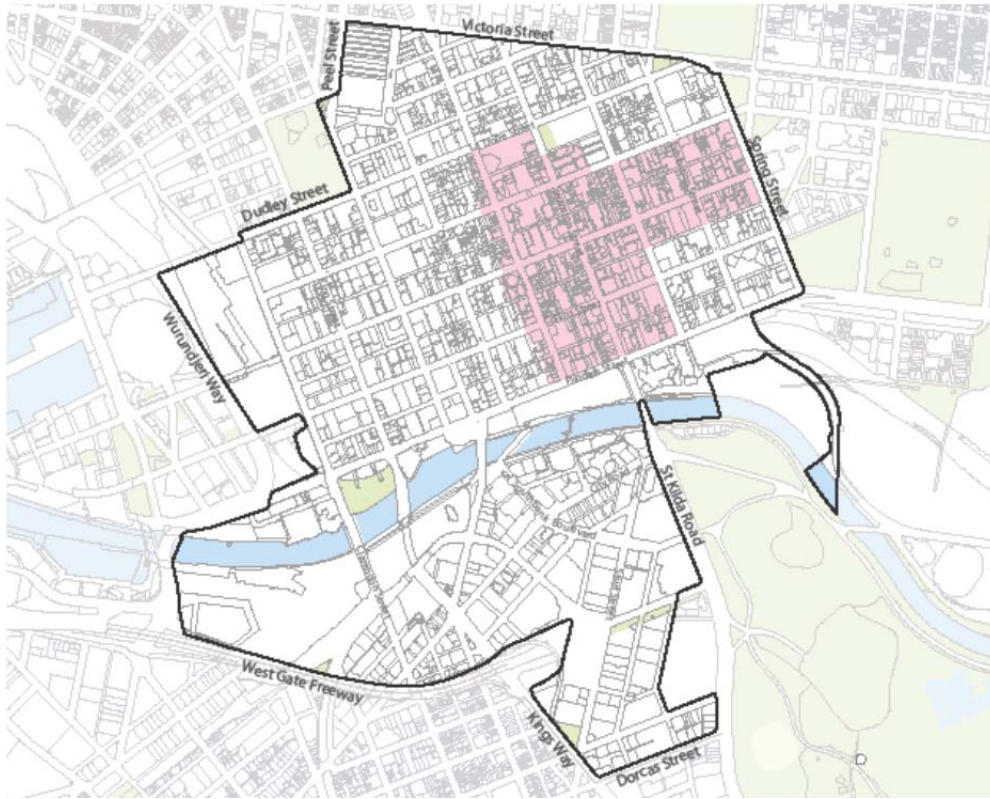 Victoria Street
Peel Street
Spring Street
Dudley Street
Wurundjeri Way
St Kilda Road
West Gate Freeway
Kings Way
Dorcas Street